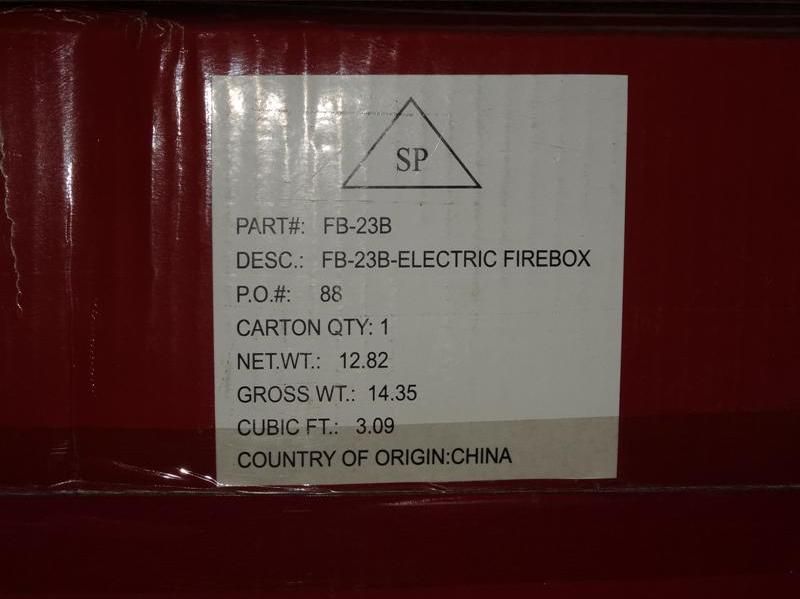 SP
PART#: FB-23B
DESC.: FB-23B-ELECTRIC FIREBOX
P.O.#: 88
CARTON QTY: 1
NET.WT.: 12.82
GROSS WT.: 14.35
CUBIC FT.: 3.09
COUNTRY OF ORIGIN:CHINA